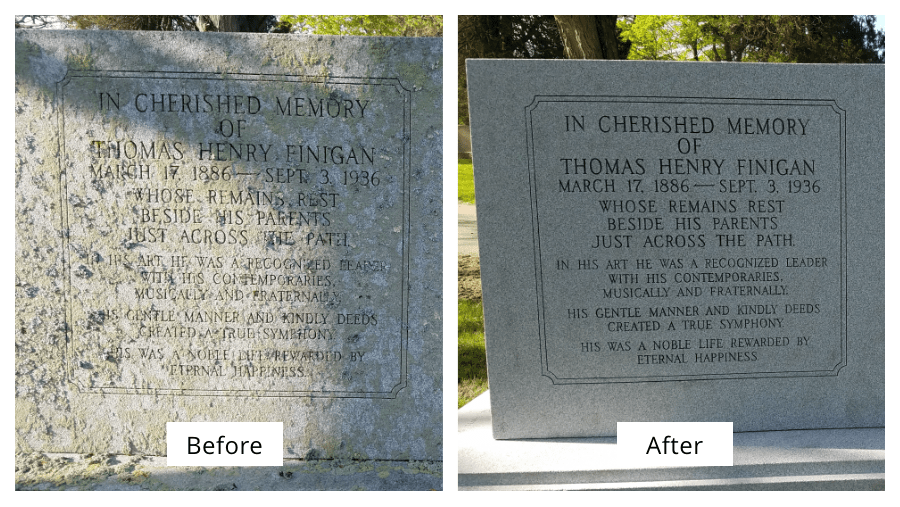 IN CHERISHED MEMORY
OF
THOMAS HENRY FINIGAN
MARCH 17, 1886 — SEPT. 3, 1936
WHOSE REMAINS REST
BESIDE HIS PARENTS
JUST ACROSS THE PATH.
IN HIS ART HE WAS A RECOGNIZED LEADER
WITH HIS CONTEMPORARIES,
MUSICALLY AND FRATERNALLY.
HIS GENTLE MANNER AND KINDLY DEEDS
CREATED A TRUE SYMPHONY.
HIS WAS A NOBLE LIFE REWARDED BY
ETERNAL HAPPINESS.
Before
IN CHERISHED MEMORY
OF
THOMAS HENRY FINIGAN
MARCH 17, 1886 — SEPT. 3, 1936
WHOSE REMAINS REST
BESIDE HIS PARENTS
JUST ACROSS THE PATH.
IN HIS ART HE WAS A RECOGNIZED LEADER
WITH HIS CONTEMPORARIES,
MUSICALLY AND FRATERNALLY.
HIS GENTLE MANNER AND KINDLY DEEDS
CREATED A TRUE SYMPHONY.
HIS WAS A NOBLE LIFE REWARDED BY
ETERNAL HAPPINESS
After